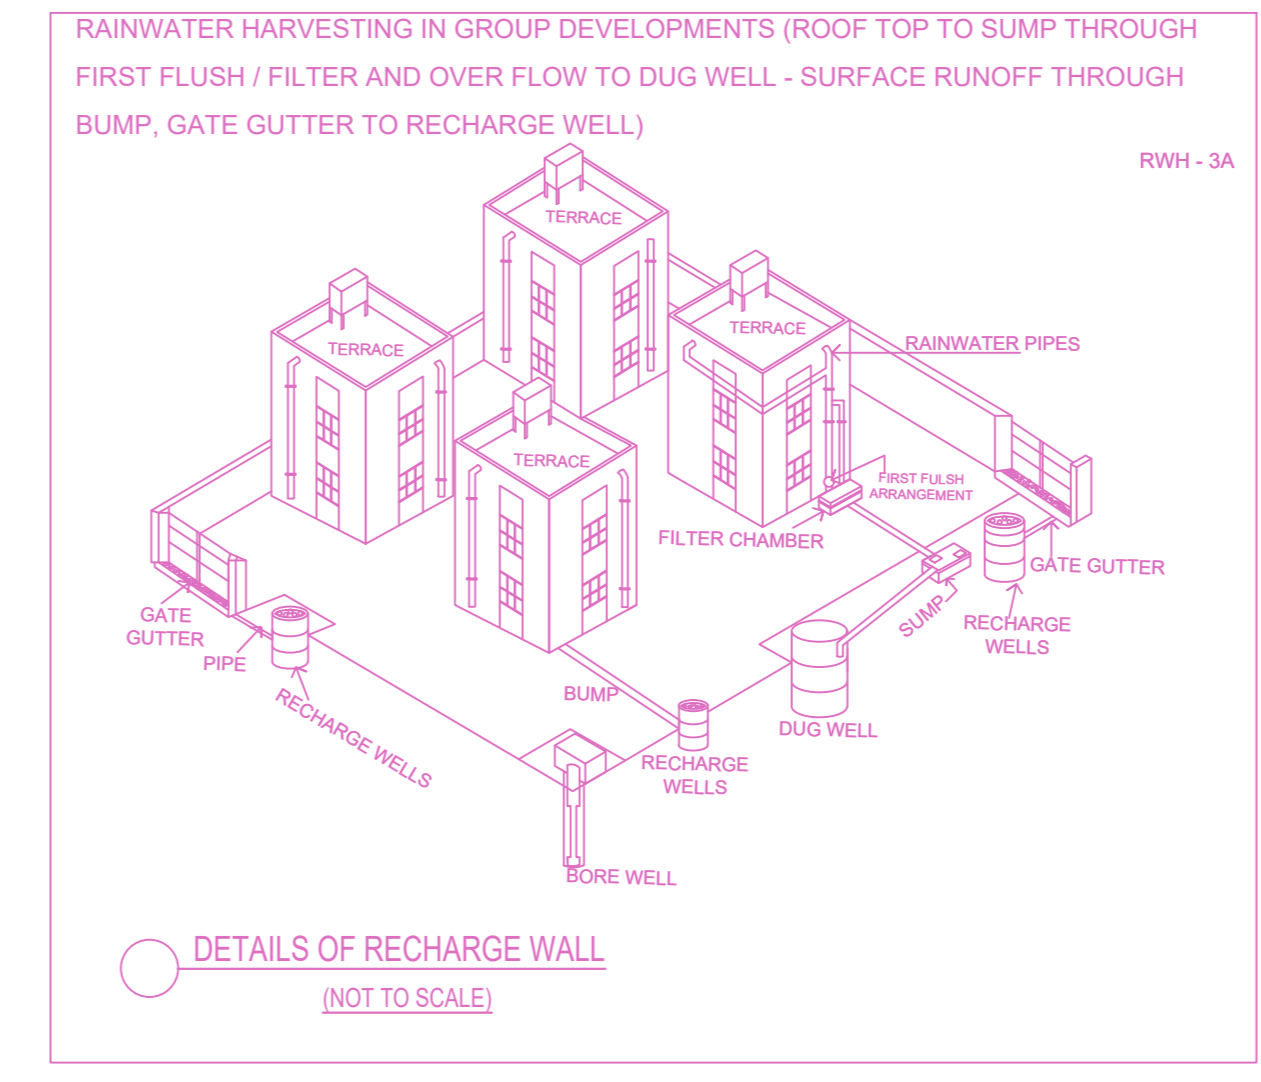 RAINWATER HARVESTING IN GROUP DEVELOPMENTS (ROOF TOP TO SUMP THROUGH
FIRST FLUSH / FILTER AND OVER FLOW TO DUG WELL - SURFACE RUNOFF THROUGH
BUMP, GATE GUTTER TO RECHARGE WELL)
RWH - 3A
TERRACE
TERRACE
TERRACE
RAINWATER PIPES
TERRACE
FIRST FULSH
ARRANGEMENT
FILTER CHAMBER
GATE GUTTER
SUMP
RECHARGE
WELLS
GATE
GUTTER
PIPE
RECHARGE WELLS
BUMP
DUG WELL
RECHARGE
WELLS
BORE WELL
DETAILS OF RECHARGE WALL
(NOT TO SCALE)